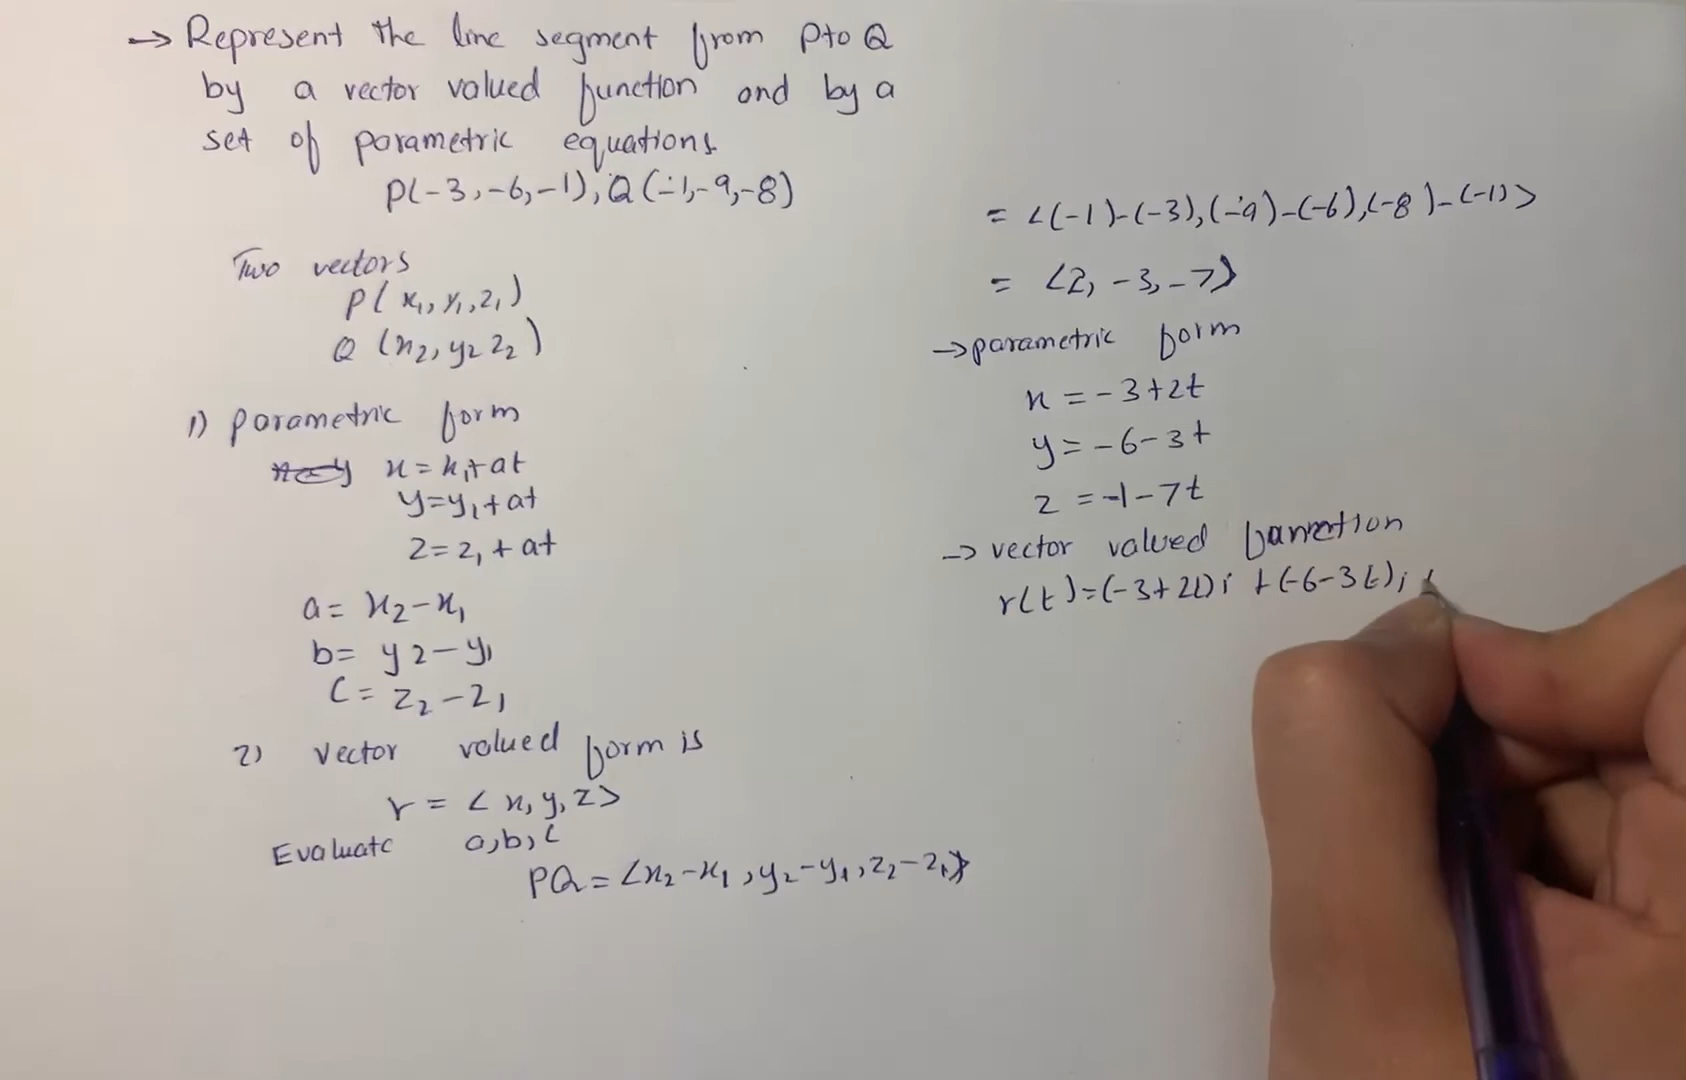 → Represent the line segment from P to Q
by a vector valued function and by a
set of parametric equations.
P(-3,-6,-1), Q(-1,-9,-8)
Two vectors
P(x₁,y₁,z₁)
Q(x₂,y₂ z₂)
1) parametric form
x=x₁+at
y=y₁+at
z=z₁+at
a= x₂-x₁
b= y2-y₁
C= z₂-z₁
2) vector valued form is
r = <x,y,z>
Evaluate a,b,c
PQ=<x₂-x₁,y₂-y₁,z₂-z₁>
= <(-1)-(-3),(-9)-(-6),(-8)-(-1)>
= <2,-3,-7>
→ parametric form
x = -3+2t
y = -6-3t
z = -1-7t
→ vector valued
r(t)=(-3+2t)i +(-6-3t)j